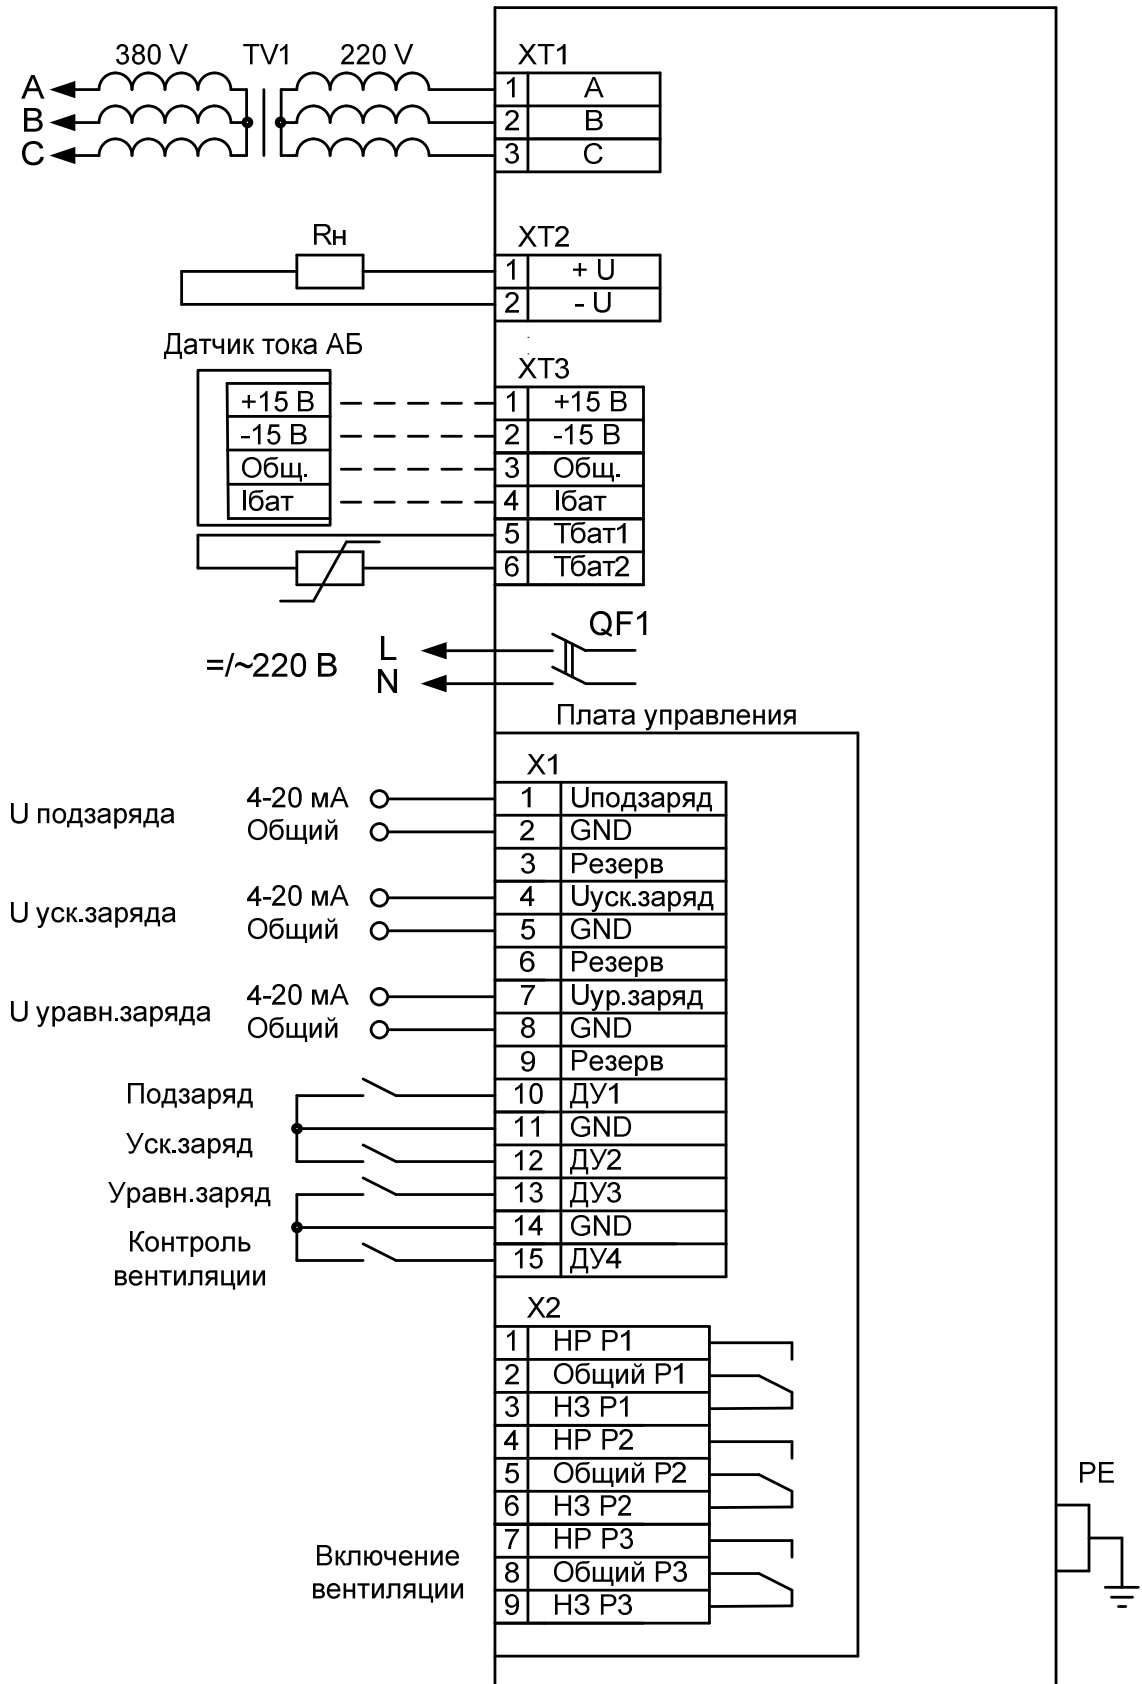 380 V TV1 220 V XT1
A 1 A
B 2 B
C 3 C
Rн XT2
1 + U
2 - U
Датчик тока АБ
XT3
+15 В 1 +15 В
-15 В 2 -15 В
Общ. 3 Общ.
Iбат 4 Iбат
5 Тбат1
6 Тбат2
QF1
=/~220 В L
N
Плата управления
X1
U подзаряда 4-20 мА 1 Uподзаряд
Общий 2 GND
3 Резерв
U уск.заряда 4-20 мА 4 Uуск.заряд
Общий 5 GND
6 Резерв
U уравн.заряда 4-20 мА 7 Uур.заряд
Общий 8 GND
9 Резерв
Подзаряд 10 ДУ1
11 GND
Уск.заряд 12 ДУ2
Уравн.заряд 13 ДУ3
14 GND
Контроль
вентиляции 15 ДУ4
X2
1 НР Р1
2 Общий Р1
3 НЗ Р1
4 НР Р2
5 Общий Р2
6 НЗ Р2
PE
7 НР Р3
Включение
вентиляции 8 Общий Р3
9 НЗ Р3